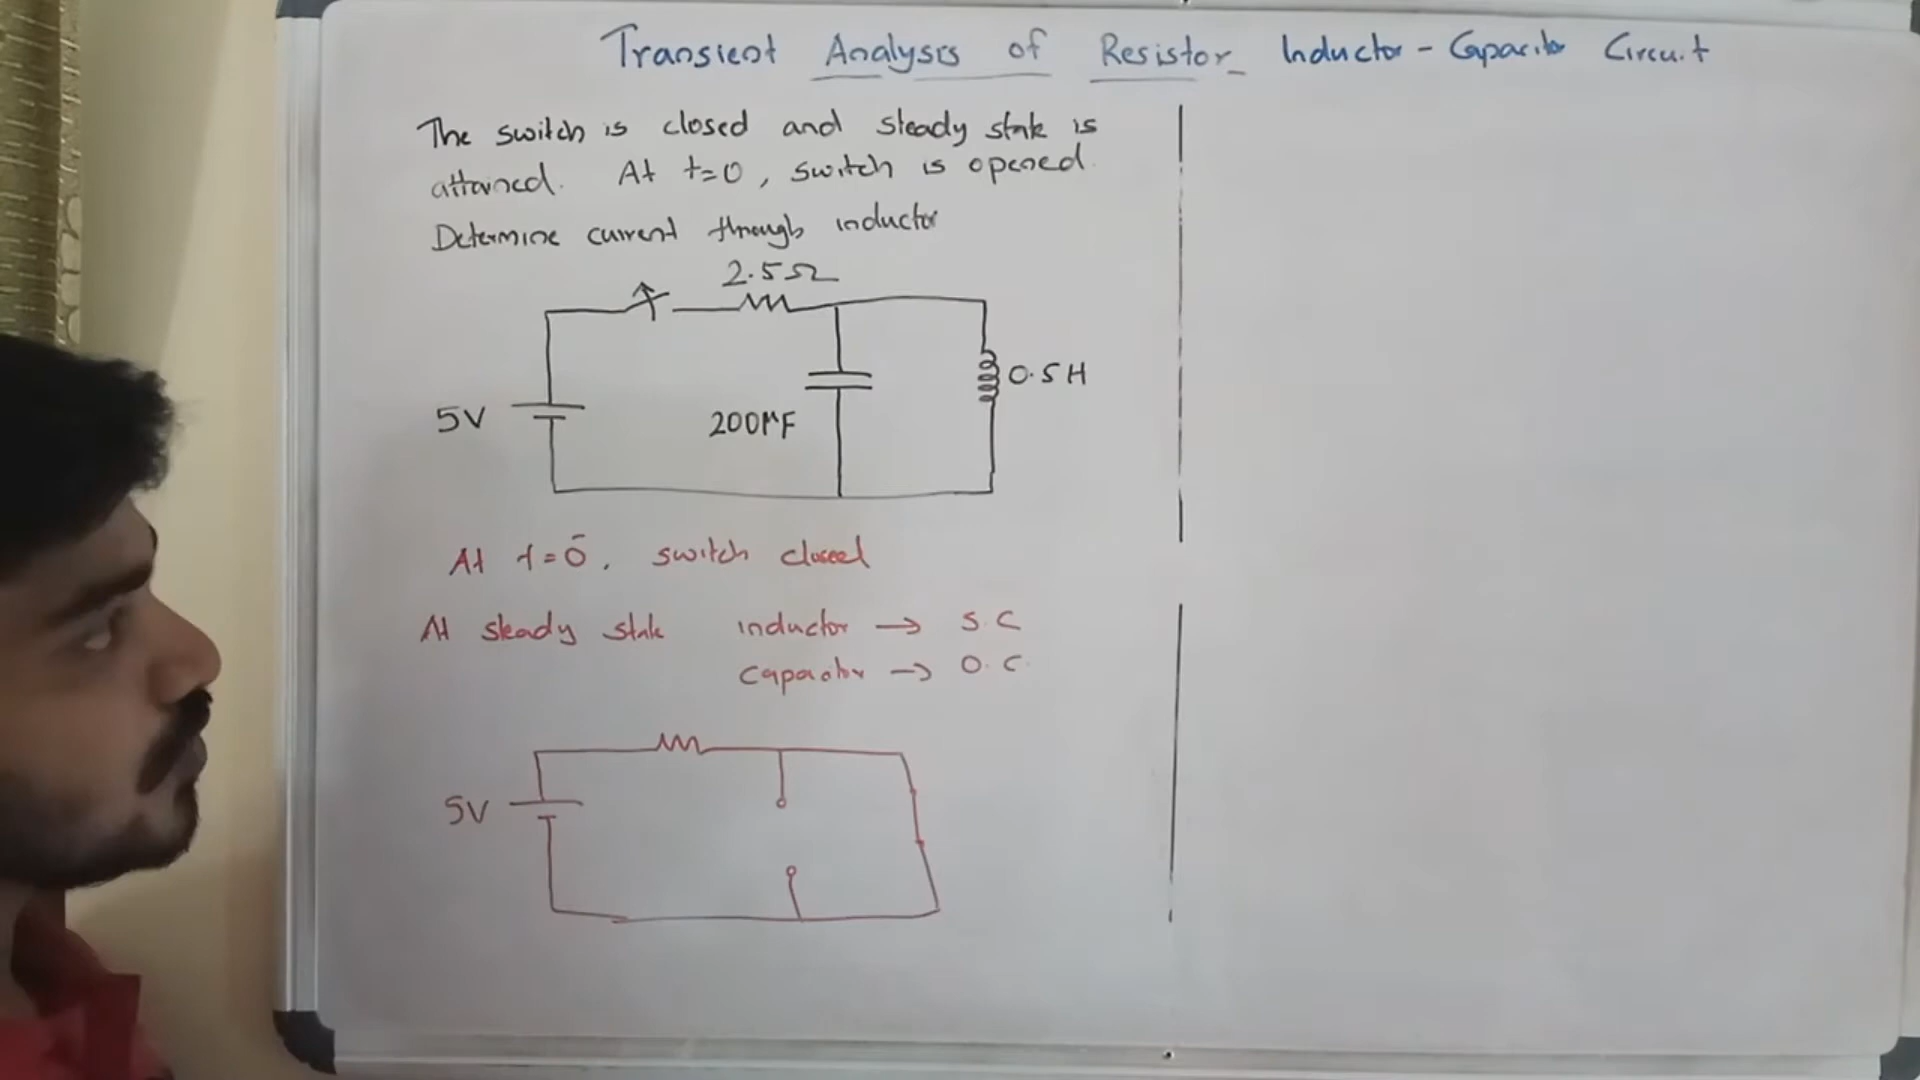 Transient Analysis of Resistor Inductor - Capacitor Circuit
The switch is closed and steady state is
attained. At t=0, switch is opened.
Determine current through inductor
2.5Ω
0.5H
5V
200μF
At t=0⁻, switch closed
At steady state inductor → S.C
Capacitor → O.C.
5V